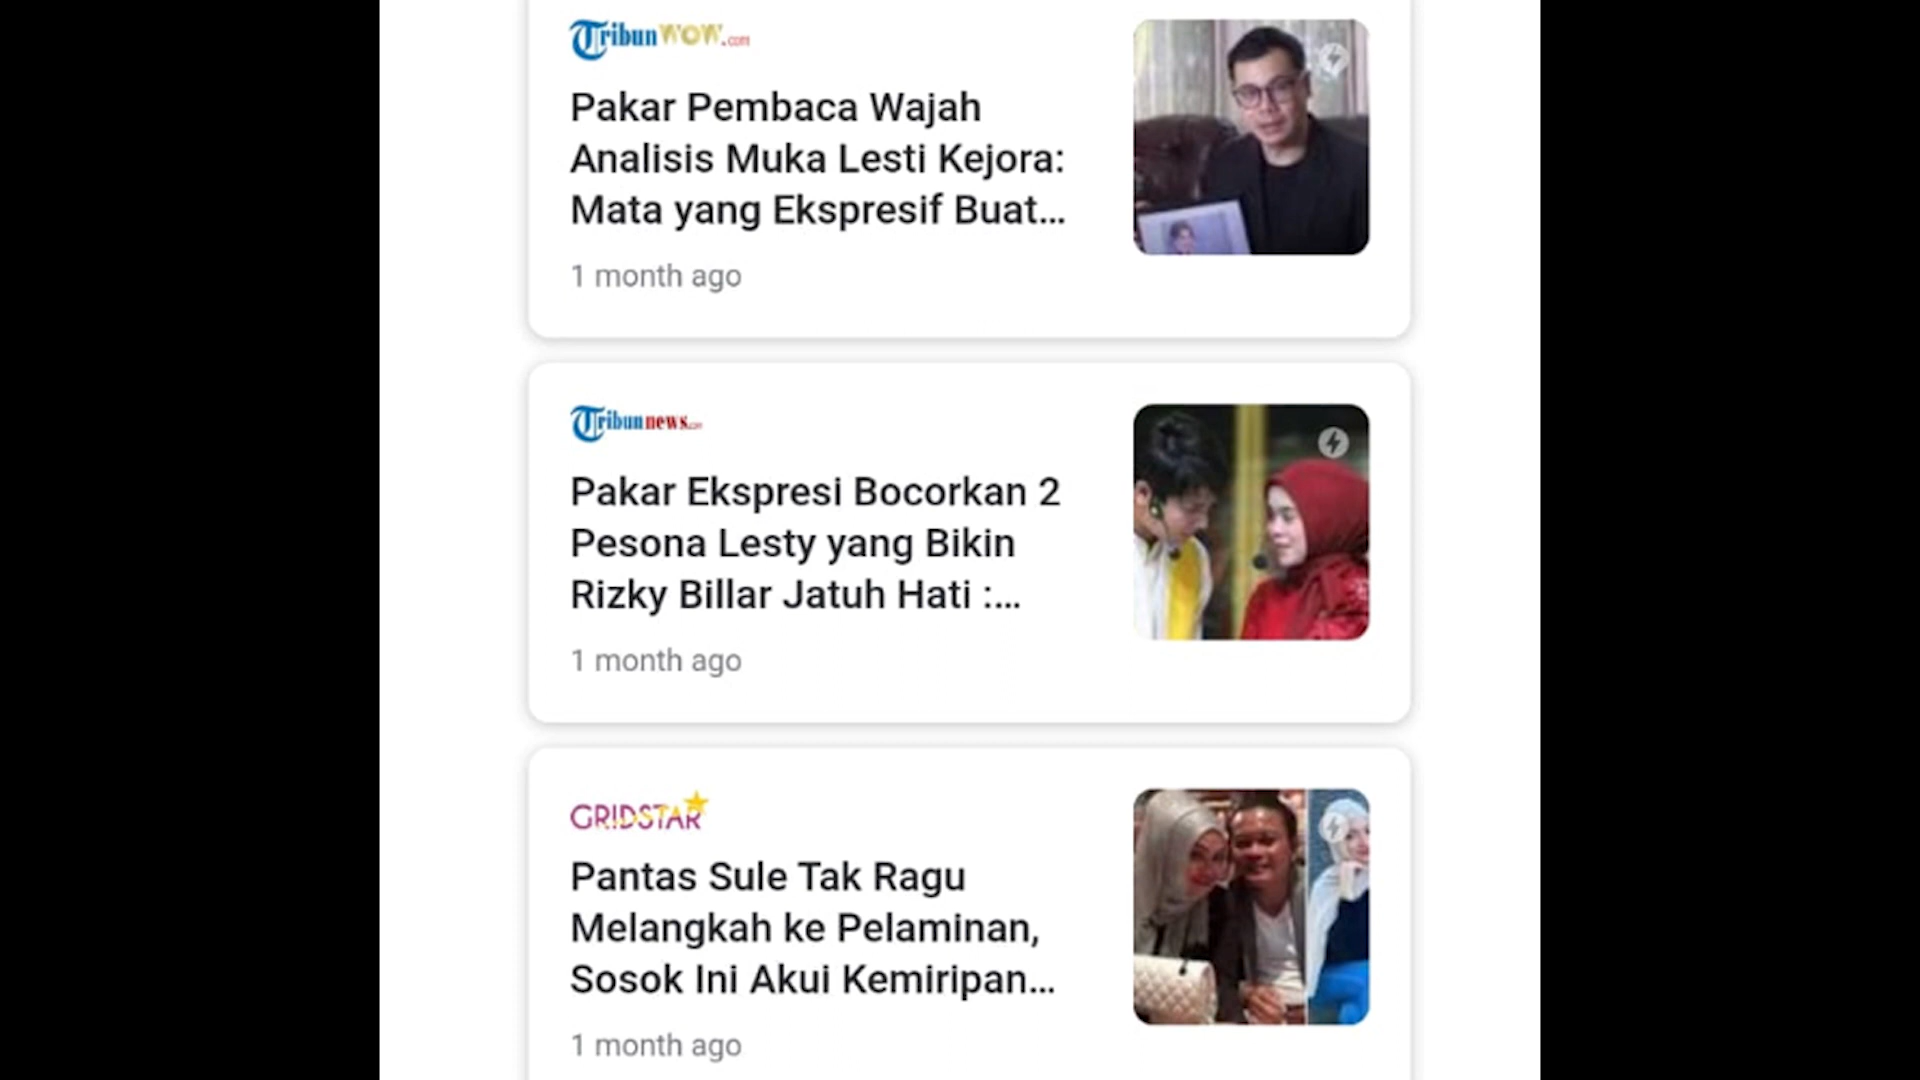 TribunWOW.com
Pakar Pembaca Wajah
Analisis Muka Lesti Kejora:
Mata yang Ekspresif Buat...
1 month ago
Tribunnews.com
Pakar Ekspresi Bocorkan 2
Pesona Lesty yang Bikin
Rizky Billar Jatuh Hati :...
1 month ago
GRIDSTAR
Pantas Sule Tak Ragu
Melangkah ke Pelaminan,
Sosok Ini Akui Kemiripan...
1 month ago